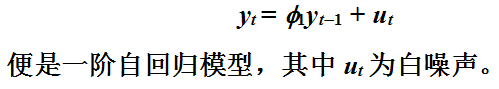 yₜ = ϕ₁yₜ₋₁ + uₜ
便是一阶自回归模型，其中 uₜ 为白噪声。